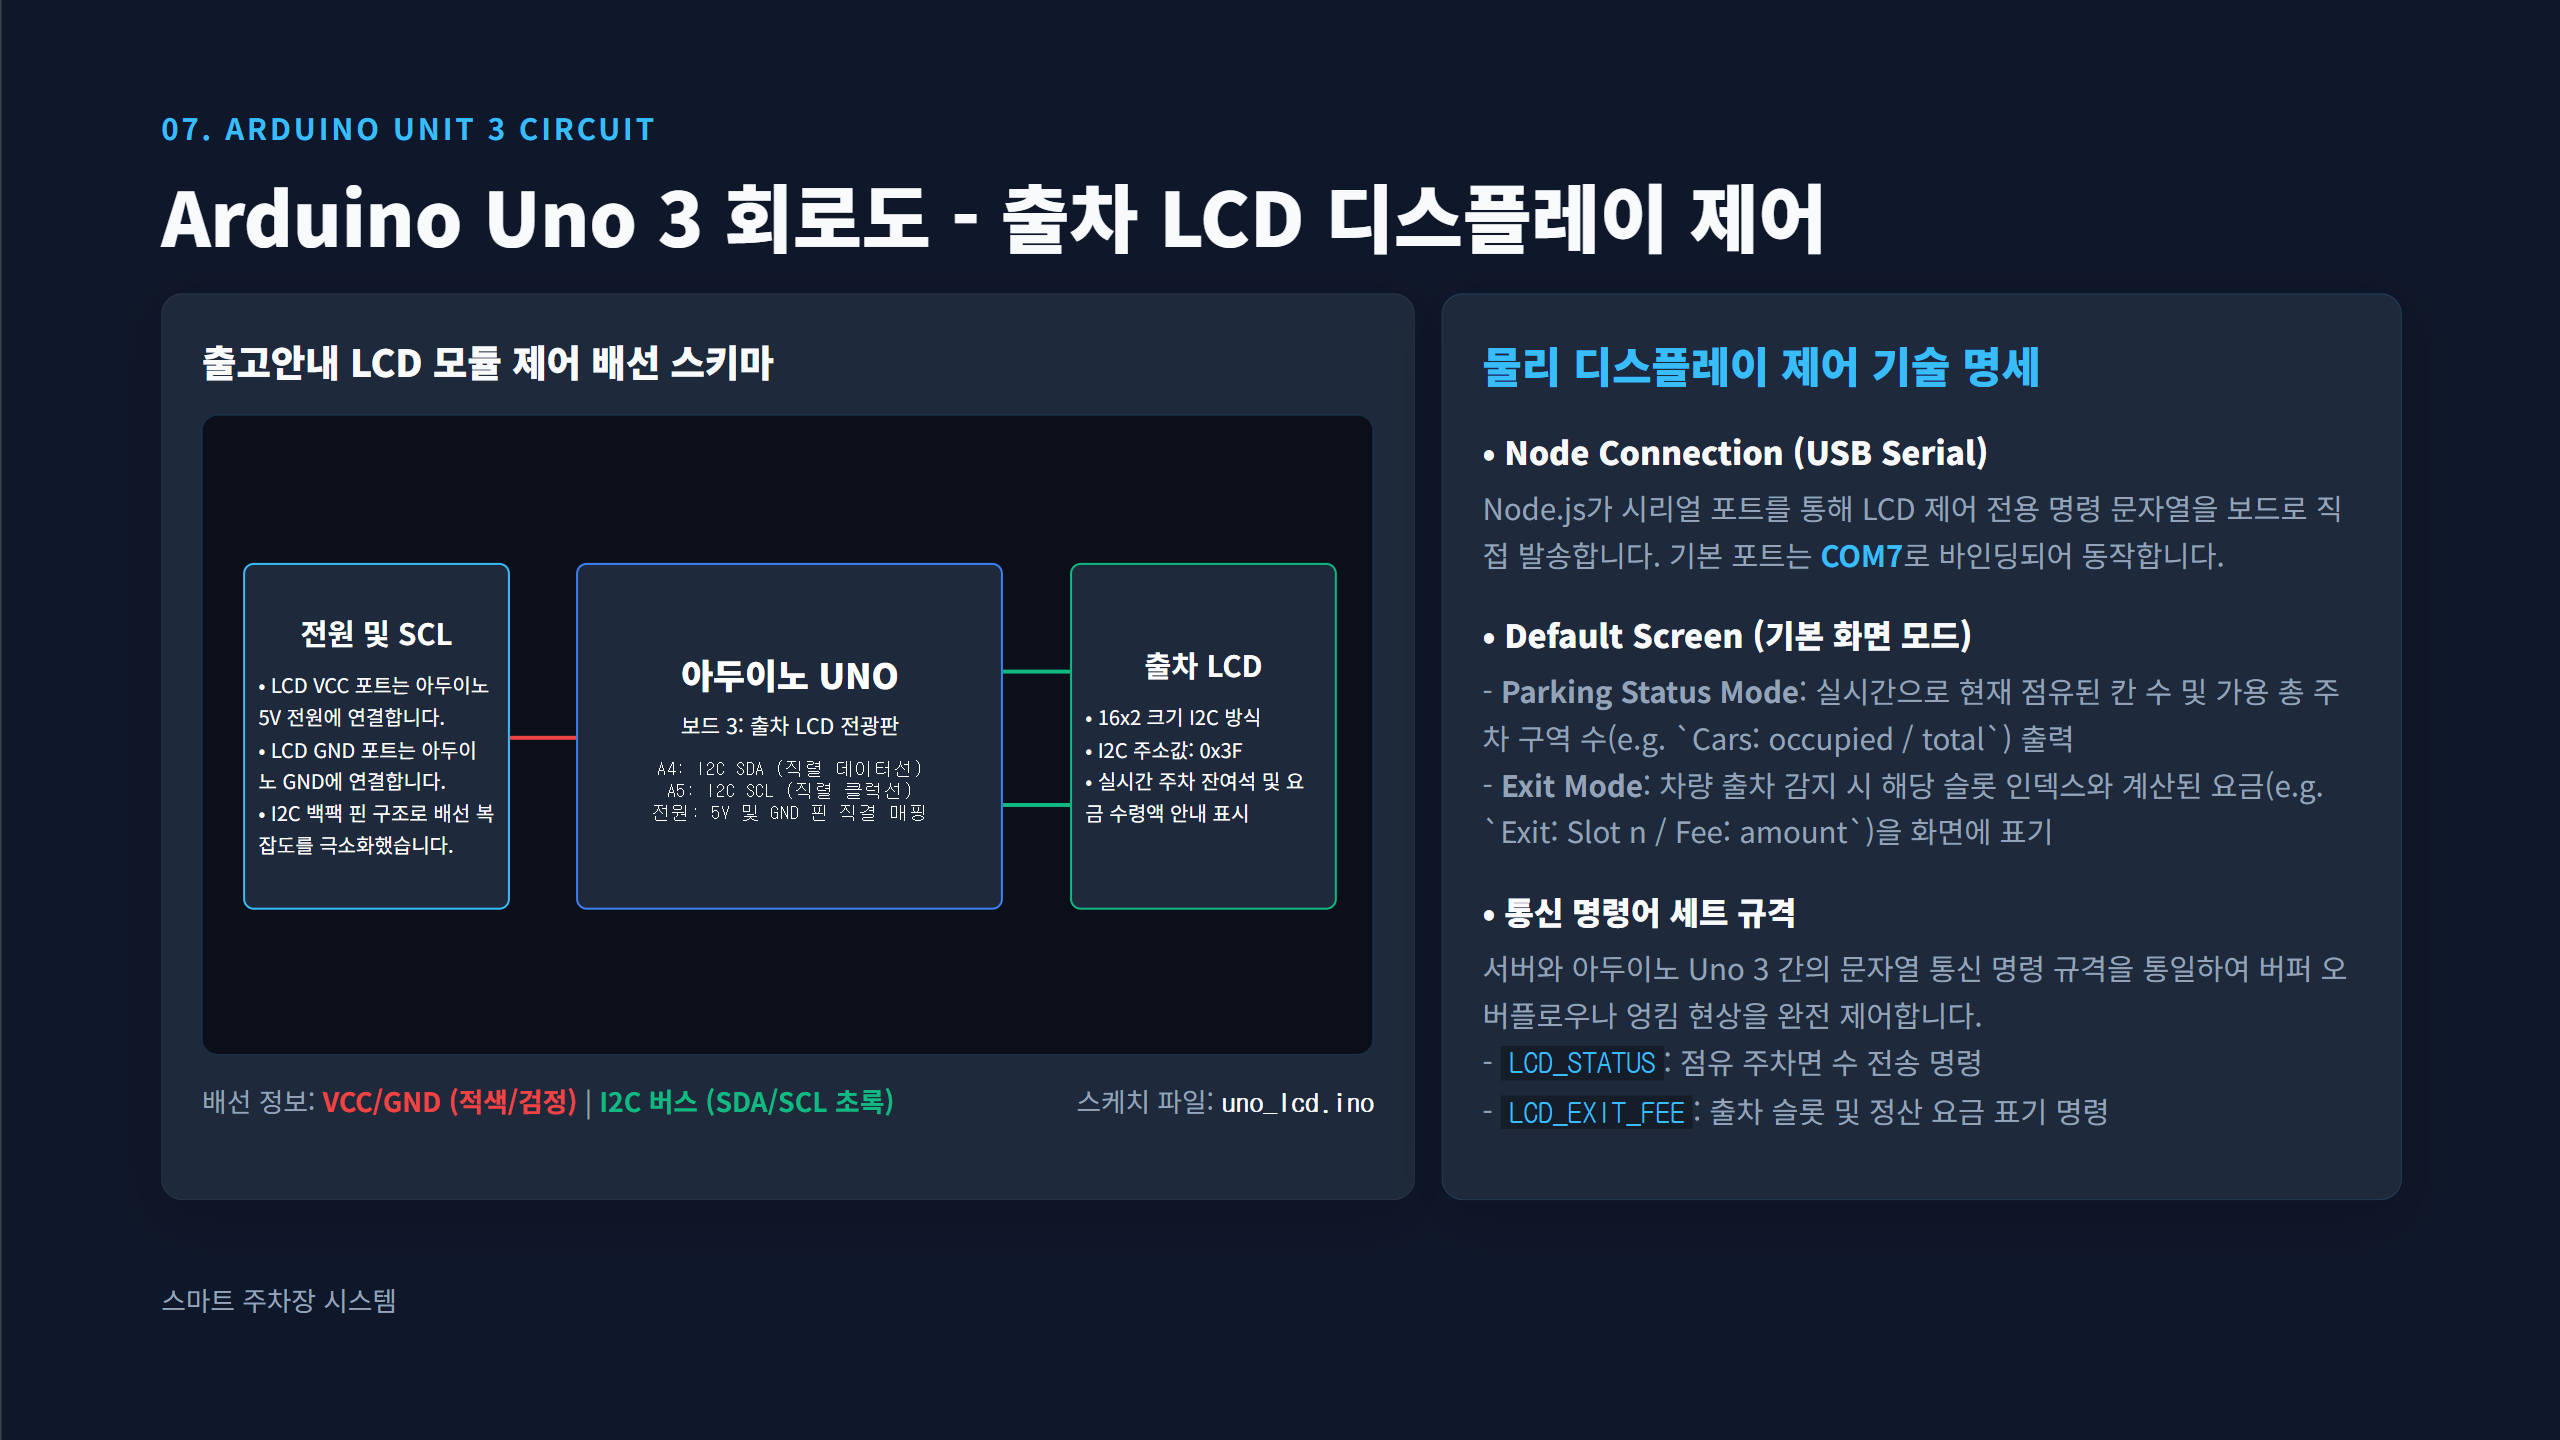 07. ARDUINO UNIT 3 CIRCUIT
Arduino Uno 3 회로도 - 출차 LCD 디스플레이 제어
출고안내 LCD 모듈 제어 배선 스키마
전원 및 SCL
• LCD VCC 포트는 아두이노
5V 전원에 연결합니다.
• LCD GND 포트는 아두이
노 GND에 연결합니다.
• I2C 백팩 핀 구조로 배선 복
잡도를 극소화했습니다.
아두이노 UNO
보드 3: 출차 LCD 전광판
A4: I2C SDA (직렬 데이터선)
A5: I2C SCL (직렬 클럭선)
전원: 5V 및 GND 핀 직결 매핑
출차 LCD
• 16x2 크기 I2C 방식
• I2C 주소값: 0x3F
• 실시간 주차 잔여석 및 요
금 수령액 안내 표시
배선 정보: VCC/GND (적색/검정) | I2C 버스 (SDA/SCL 초록)
스케치 파일: uno_lcd.ino
물리 디스플레이 제어 기술 명세
• Node Connection (USB Serial)
Node.js가 시리얼 포트를 통해 LCD 제어 전용 명령 문자열을 보드로 직
접 발송합니다. 기본 포트는 COM7로 바인딩되어 동작합니다.
• Default Screen (기본 화면 모드)
- Parking Status Mode: 실시간으로 현재 점유된 칸 수 및 가용 총 주
차 구역 수(e.g. `Cars: occupied / total`) 출력
- Exit Mode: 차량 출차 감지 시 해당 슬롯 인덱스와 계산된 요금(e.g.
`Exit: Slot n / Fee: amount`)을 화면에 표기
• 통신 명령어 세트 규격
서버와 아두이노 Uno 3 간의 문자열 통신 명령 규격을 통일하여 버퍼 오
버플로우나 엉킴 현상을 완전 제어합니다.
- LCD_STATUS: 점유 주차면 수 전송 명령
- LCD_EXIT_FEE: 출차 슬롯 및 정산 요금 표기 명령
스마트 주차장 시스템